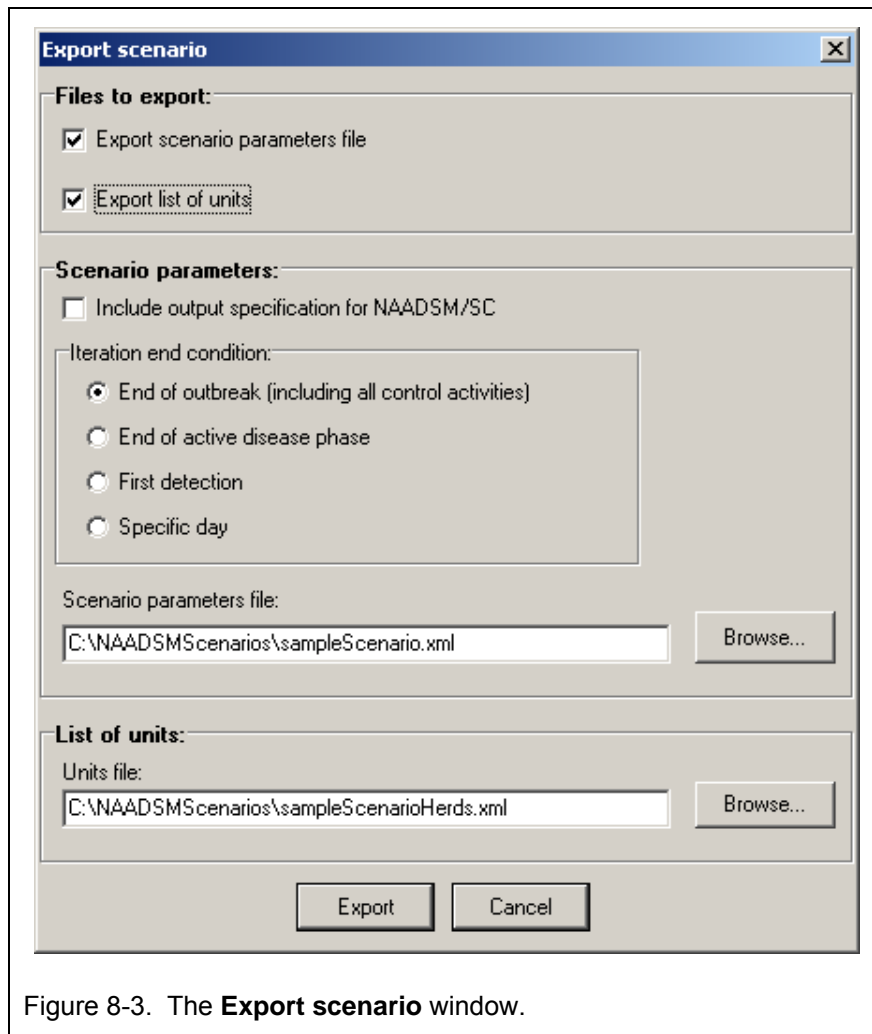 Export scenario
Files to export:
Export scenario parameters file
Export list of units
Scenario parameters:
Include output specification for NAADSM/SC
Iteration end condition:
End of outbreak (including all control activities)
End of active disease phase
First detection
Specific day
Scenario parameters file:
C:\NAADSMScenarios\sampleScenario.xml
Browse...
List of units:
Units file:
C:\NAADSMScenarios\sampleScenarioHerds.xml
Browse...
Export Cancel
Figure 8-3. The Export scenario window.